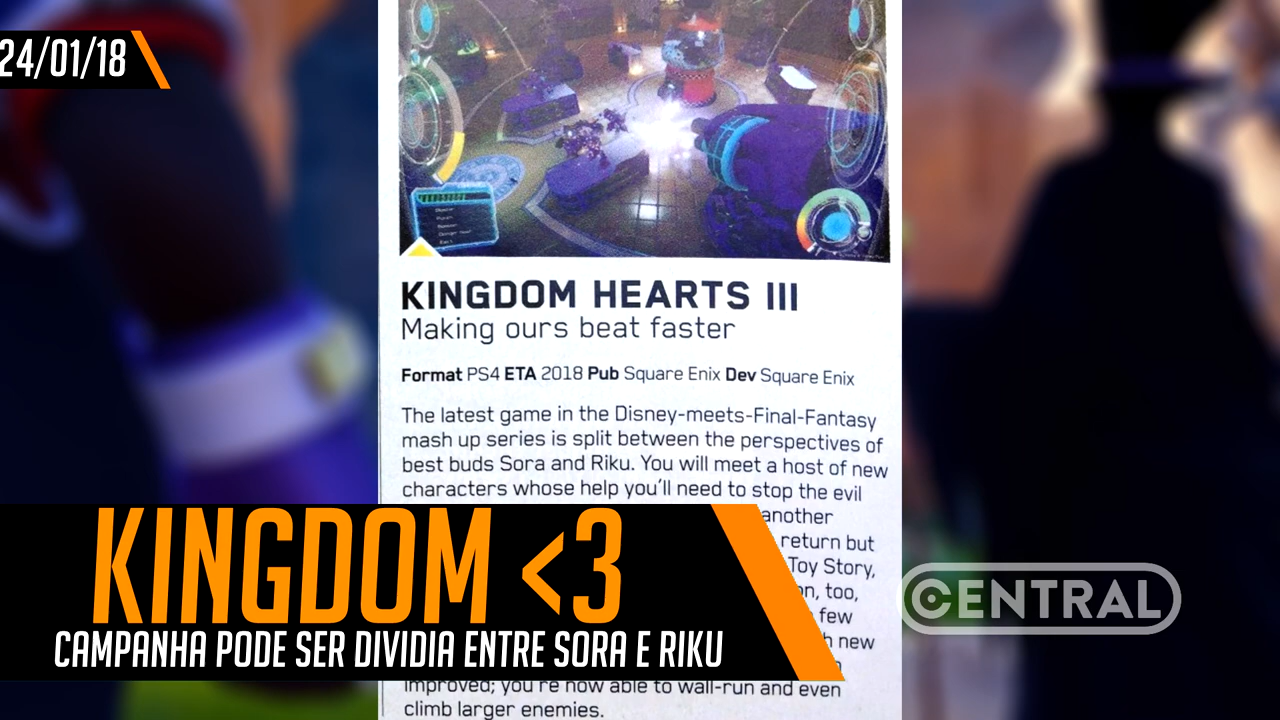 24/01/18
KINGDOM HEARTS III
Making ours beat faster
Format PS4 ETA 2018 Pub Square Enix Dev Square Enix
The latest game in the Disney-meets-Final-Fantasy
mash up series is split between the perspectives of
best buds Sora and Riku. You will meet a host of new
characters whose help you'll need to stop the evil
another
return but
Toy Story,
too,
few
new
improved; you're now able to wall-run and even
climb larger enemies.
KINGDOM <3
CAMPANHA PODE SER DIVIDIA ENTRE SORA E RIKU
CENTRAL